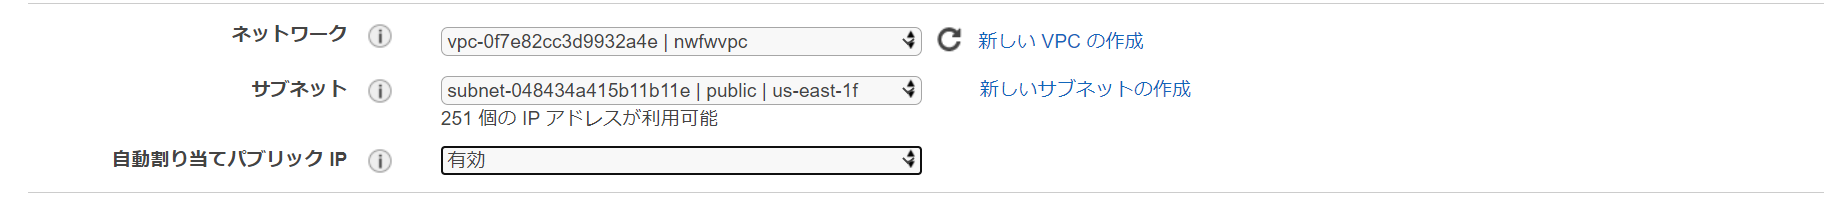 ネットワーク vpc-0f7e82cc3d9932a4e | nwfwvpc 新しい VPC の作成
サブネット subnet-048434a415b11b11e | public | us-east-1f 新しいサブネットの作成
251 個の IP アドレスが利用可能
自動割り当てパブリック IP 有効